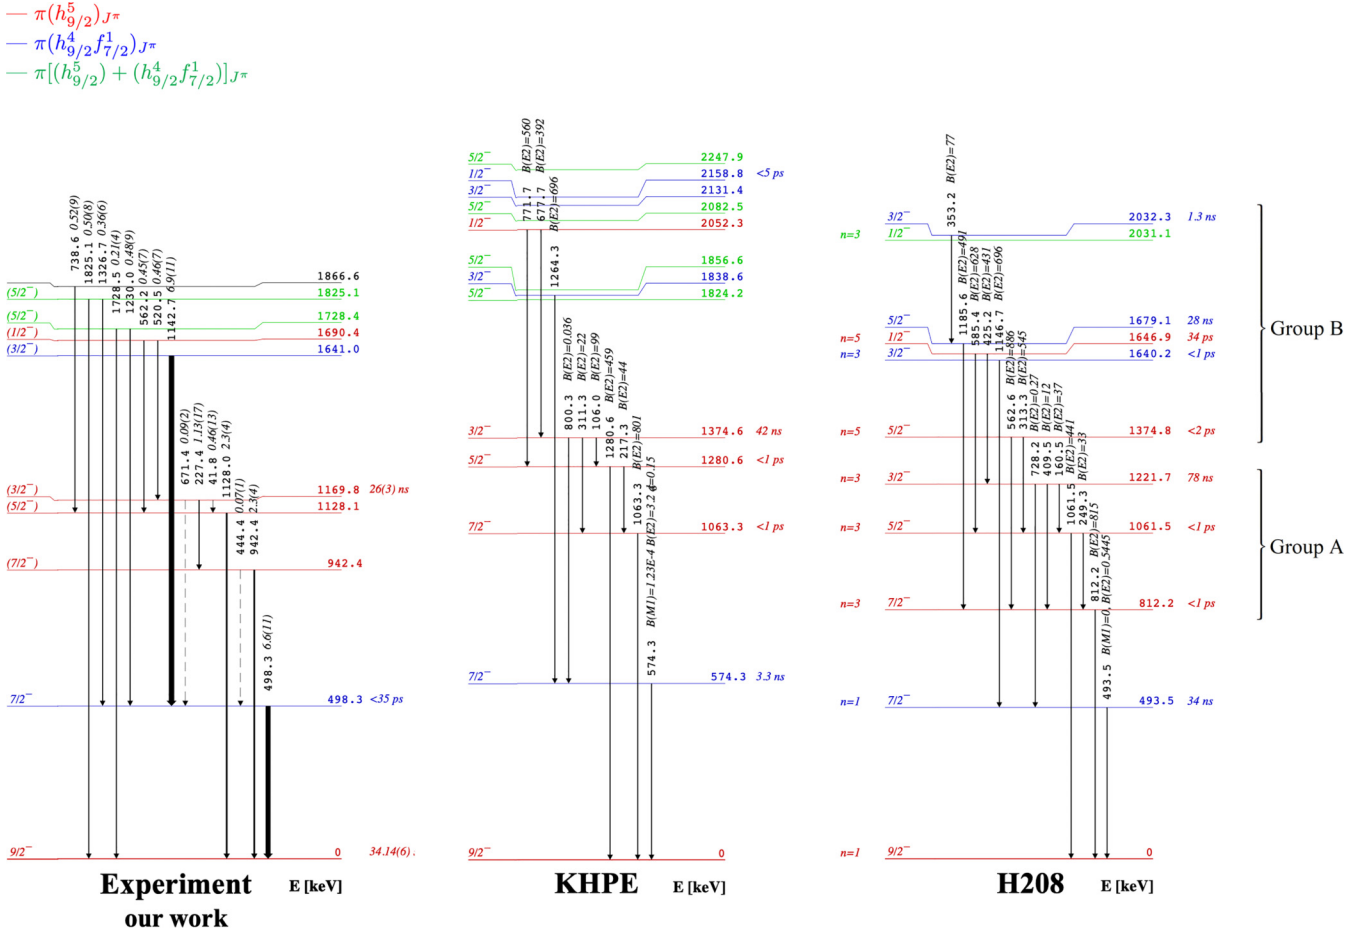 — π(h⁵₉/₂)Jπ
— π(h⁴₉/₂f¹₇/₂)Jπ
— π[(h⁵₉/₂) + (h⁴₉/₂f¹₇/₂)]Jπ
738.6 0.52(9)
1825.1 0.50(8)
1326.7 0.36(6)
1728.5 0.21(4)
1230.0 0.48(9)
562.2 0.45(7)
520.5 0.46(7)
1142.7 6.9(11)
671.4 0.09(2)
227.4 1.13(17)
41.8 0.46(13)
1128.0 2.3(4)
444.4 0.07(1)
942.4 2.3(4)
498.3 6.6(11)
1866.6
(5/2⁻) 1825.1
(5/2⁻) 1728.4
(1/2⁻) 1690.4
(3/2⁻) 1641.0
(3/2⁻) 1169.8 26(3) ns
(5/2⁻) 1128.1
(7/2⁻) 942.4
7/2⁻ 498.3 <35 ps
9/2⁻ 0 34.14(6) .
Experiment E [keV]
our work
771.7 B(E2)=560
677.7 B(E2)=392
1264.3 B(E2)=696
800.3 B(E2)=0.036
311.3 B(E2)=22
106.0 B(E2)=99
1280.6 B(E2)=459
217.3 B(E2)=44
1063.3 B(E2)=801
574.3 B(M1)=1.23E-4 B(E2)=3.2
5/2⁻ 2247.9
1/2⁻ 2158.8 <5 ps
3/2⁻ 2131.4
5/2⁻ 2082.5
1/2⁻ 2052.3
5/2⁻ 1856.6
3/2⁻ 1838.6
5/2⁻ 1824.2
3/2⁻ 1374.6 42 ns
5/2⁻ 1280.6 <1 ps
7/2⁻ 1063.3 <1 ps
7/2⁻ 574.3 3.3 ns
9/2⁻ 0
KHPE E [keV]
353.2 B(E2)=77
1185.6 B(E2)=491
585.4 B(E2)=628
425.2 B(E2)=431
1146.7 B(E2)=696
562.6 B(E2)=886
313.3 B(E2)=545
728.2 B(E2)=0.27
409.5 B(E2)=12
160.5 B(E2)=37
1061.5 B(E2)=441
249.3 B(E2)=33
812.2 B(E2)=815
493.5 B(M1)=0, B(E2)=0.5445
3/2⁻ 2032.3 1.3 ns
n=3 1/2⁻ 2031.1
5/2⁻ 1679.1 28 ns
n=5 1/2⁻ 1646.9 34 ps
n=3 3/2⁻ 1640.2 <1 ps
n=5 5/2⁻ 1374.8 <2 ps
n=3 3/2⁻ 1221.7 78 ns
n=3 5/2⁻ 1061.5 <1 ps
n=3 7/2⁻ 812.2 <1 ps
n=1 7/2⁻ 493.5 34 ns
n=1 9/2⁻ 0
H208 E [keV]
Group B
Group A